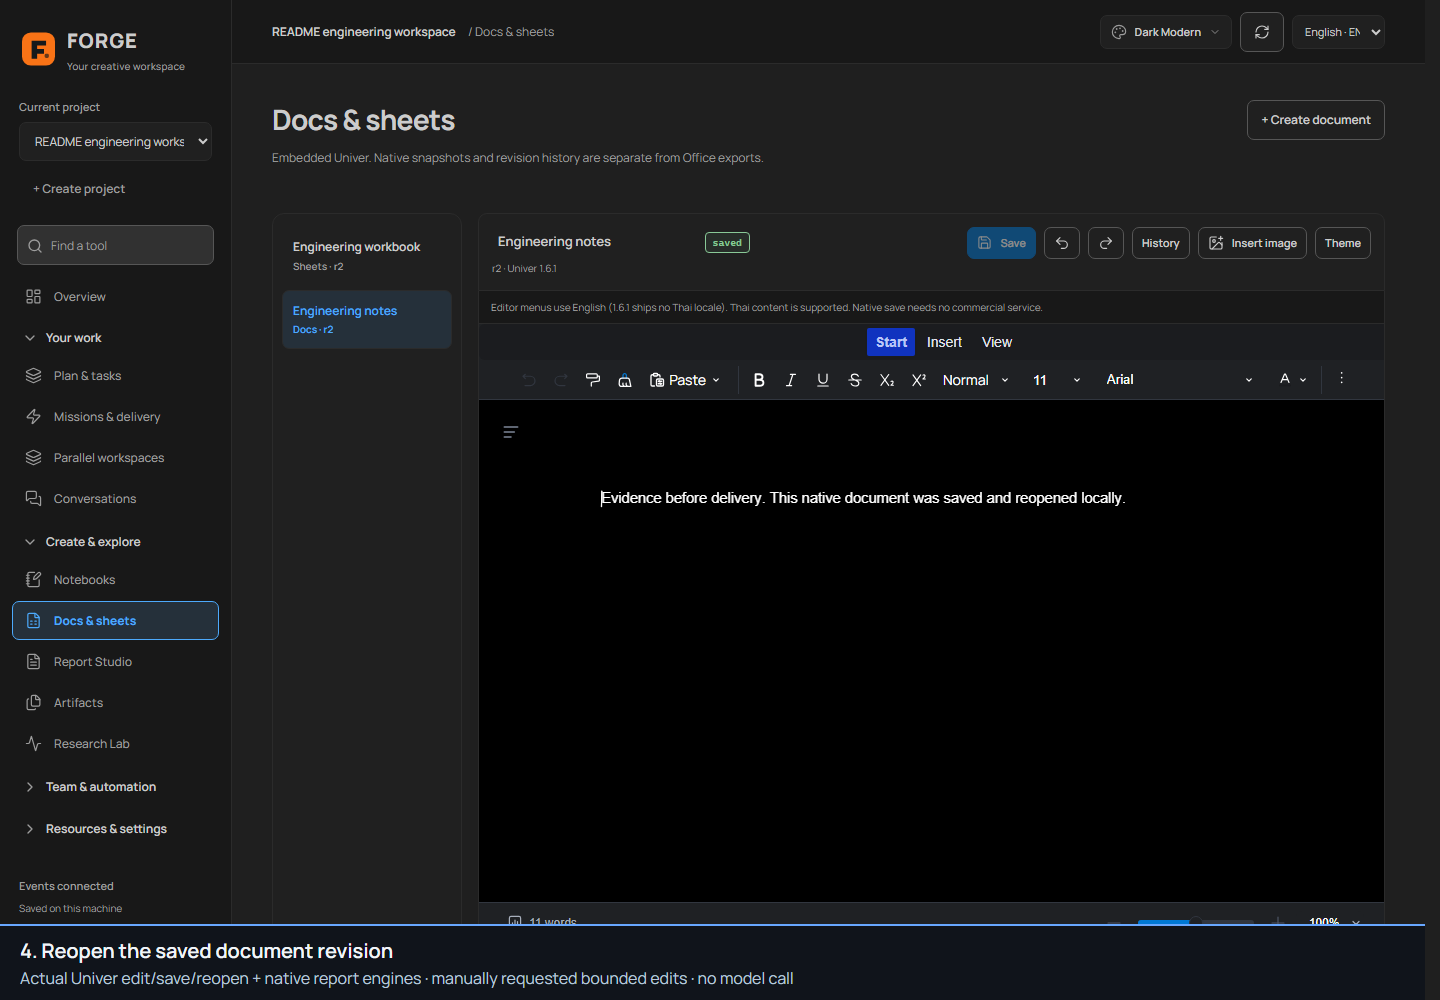 FORGE
Your creative workspace
Current project
README engineering works
+ Create project
Find a tool
Overview
Your work
Plan & tasks
Missions & delivery
Parallel workspaces
Conversations
Create & explore
Notebooks
Docs & sheets
Report Studio
Artifacts
Research Lab
Team & automation
Resources & settings
Events connected
Saved on this machine
README engineering workspace / Docs & sheets
Dark Modern
English · EN
Docs & sheets
+ Create document
Embedded Univer. Native snapshots and revision history are separate from Office exports.
Engineering workbook
Sheets · r2
Engineering notes
Docs · r2
Engineering notes
saved
Save
History
Insert image
Theme
r2 · Univer 1.6.1
Editor menus use English (1.6.1 ships no Thai locale). Thai content is supported. Native save needs no commercial service.
Start Insert View
Paste B I U S X₂ X² Normal 11 Arial A
Evidence before delivery. This native document was saved and reopened locally.
11 words
100%
4. Reopen the saved document revision
Actual Univer edit/save/reopen + native report engines · manually requested bounded edits · no model call